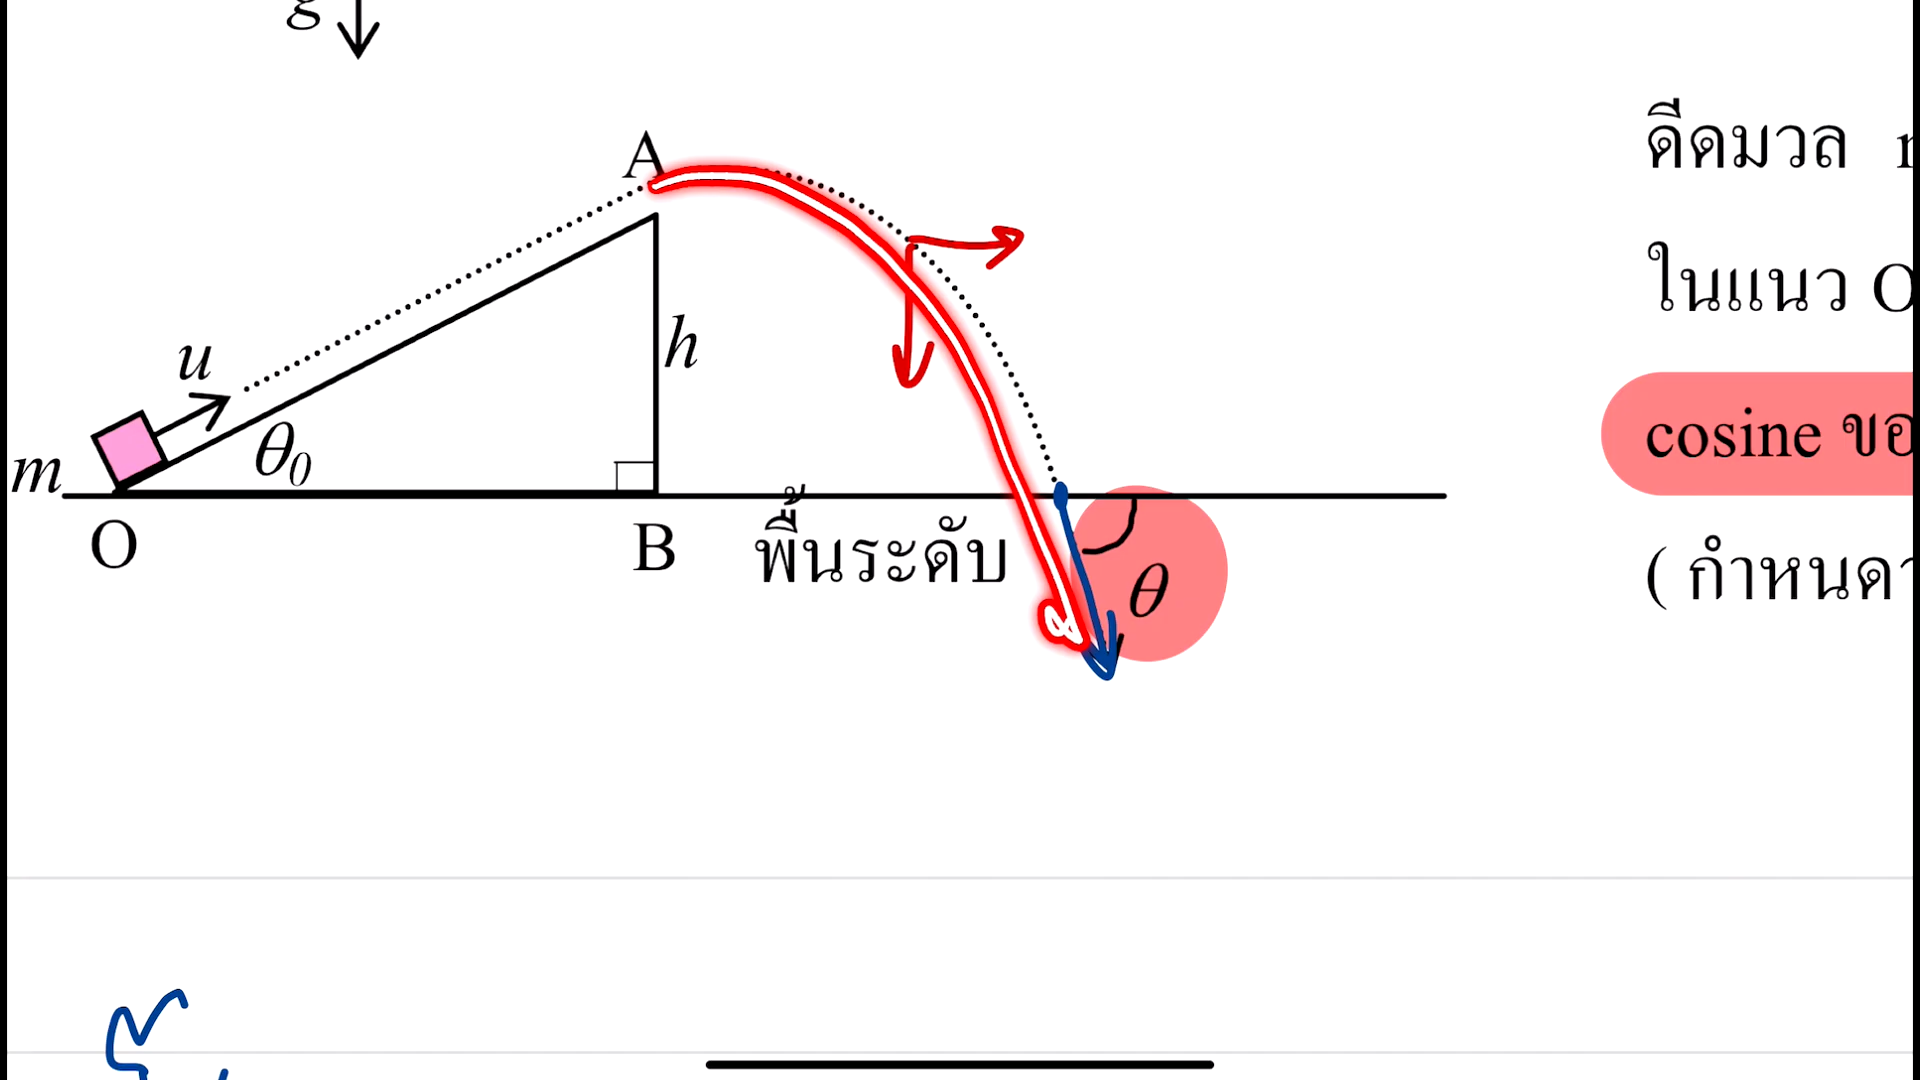 g
A
u
h
θ₀
m
O
B
พื้นระดับ
θ
ดีดมวล
ในแนว O
cosine ขอ
( กำหนด